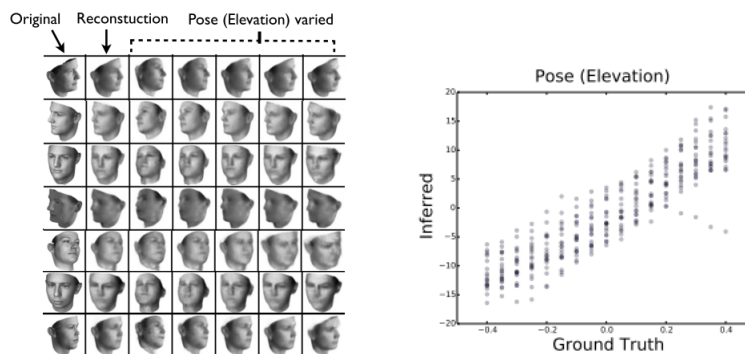 Original
Reconstuction
Pose (Elevation) varied
Pose (Elevation)
Inferred
20
15
10
5
0
−5
−10
−15
−20
−0.4
−0.2
0.0
0.2
0.4
Ground Truth